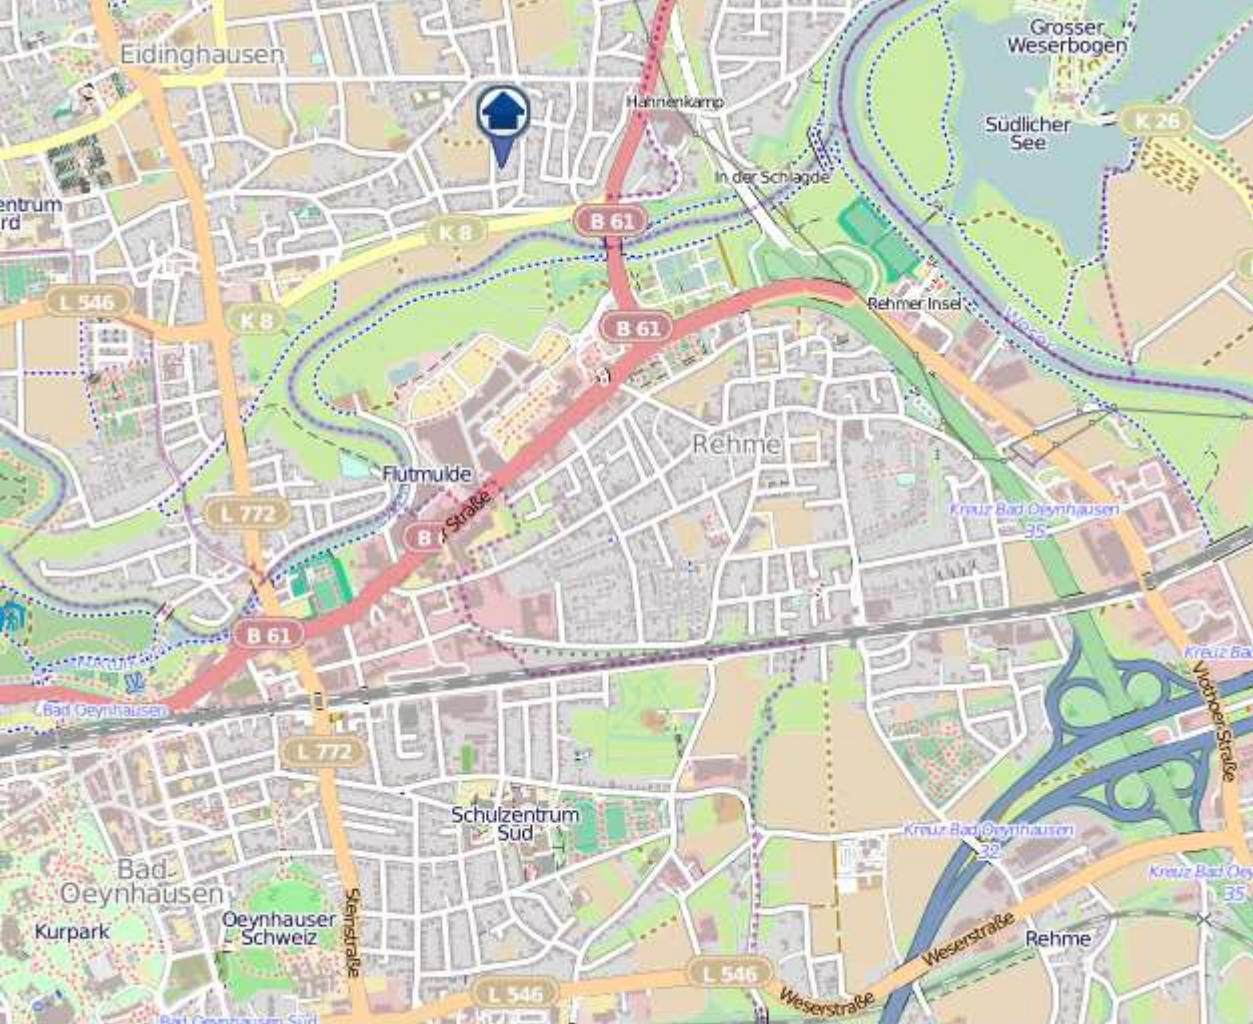 Grosser
Weserbogen
Eidinghausen
Hahnenkamp
K 26
Südlicher
See
In der Schlagde
entrum
rd
B 61
K 8
L 546
Rehmer Insel
K 8
B 61
Weser
Rehme
Flutmulde
Straße
L 772
Kreuz Bad Oeynhausen
35
B
B 61
Kreuz Bad
Bad Oeynhausen
Vlothoer Straße
L 772
Schulzentrum
Süd
Kreuz Bad Oeynhausen
32
Bad
Oeynhausen
Kreuz Bad Oey
35
Steinstraße
Oeynhauser
Schweiz
Kurpark
Weserstraße
Rehme
L 546
L 546
Weserstraße
Bad Oeynhausen Süd